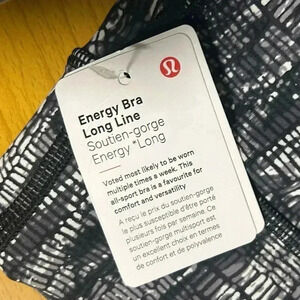 Energy Bra
Long Line
Soutien-gorge
Energy *Long
Voted most likely to be worn
multiple times a week. This
all-sport bra is a favourite for
comfort and versatility
A reçu le prix du soutien-gorge
le plus susceptible d'être porté
plusieurs fois par semaine. Ce
soutien-gorge multisport est
un excellent choix en termes
de confort et de polyvalence